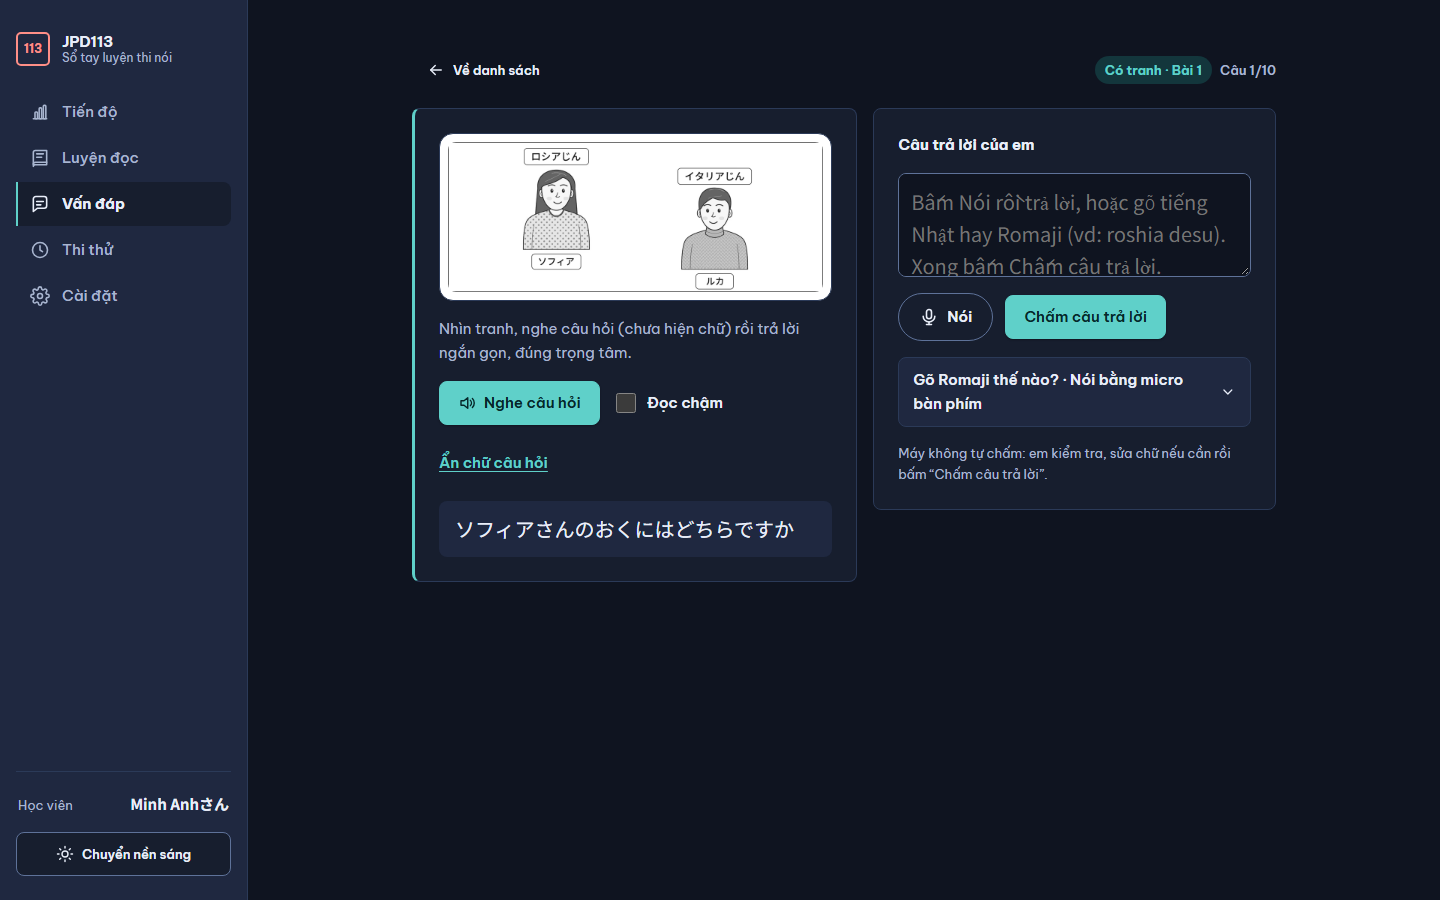 113
JPD113
Sổ tay luyện thi nói
Tiến độ
Luyện đọc
Vấn đáp
Thi thử
Cài đặt
Học viên
Minh Anhさん
Chuyển nền sáng
Về danh sách
Có tranh · Bài 1
Câu 1/10
ロシアじん
イタリアじん
ソフィア
ルカ
Nhìn tranh, nghe câu hỏi (chưa hiện chữ) rồi trả lời
ngắn gọn, đúng trọng tâm.
Nghe câu hỏi
Đọc chậm
Ẩn chữ câu hỏi
ソフィアさんのおくにはどちらですか
Câu trả lời của em
Bấm Nói rồi trả lời, hoặc gõ tiếng
Nhật hay Romaji (vd: roshia desu).
Xong bấm Chấm câu trả lời.
Nói
Chấm câu trả lời
Gõ Romaji thế nào? · Nói bằng micro
bàn phím
Máy không tự chấm: em kiểm tra, sửa chữ nếu cần rồi
bấm “Chấm câu trả lời”.